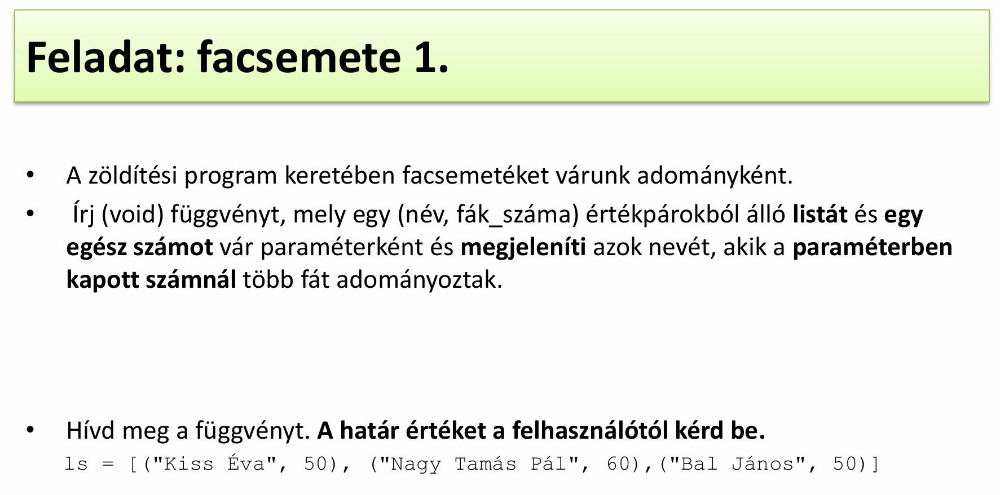 Feladat: facsemete 1.
• A zöldítési program keretében facsemetéket várunk adományként.
• Írj (void) függvényt, mely egy (név, fák_száma) értékpárokból álló listát és egy
egész számot vár paraméterként és megjeleníti azok nevét, akik a paraméterben
kapott számnál több fát adományoztak.
• Hívd meg a függvényt. A határ értéket a felhasználótól kérd be.
ls = [("Kiss Éva", 50), ("Nagy Tamás Pál", 60),("Bal János", 50)]